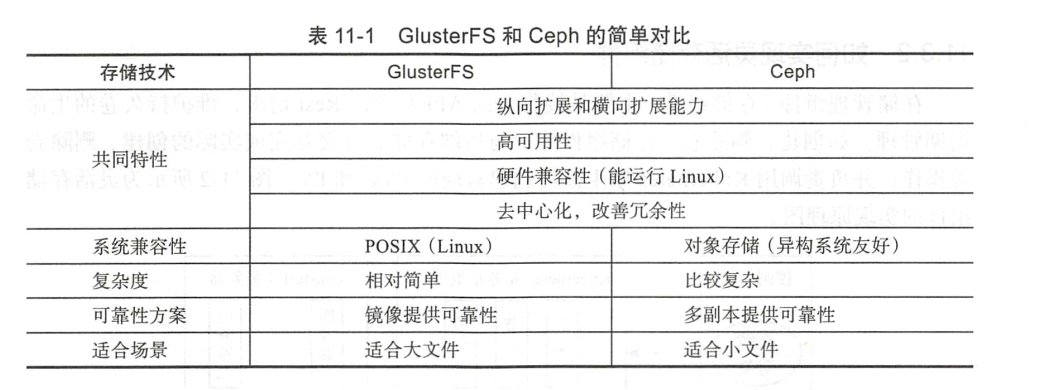 表 11-1 GlusterFS 和 Ceph 的简单对比
存储技术 GlusterFS Ceph
共同特性
纵向扩展和横向扩展能力
高可用性
硬件兼容性（能运行 Linux）
去中心化，改善冗余性
系统兼容性 POSIX（Linux） 对象存储（异构系统友好）
复杂度 相对简单 比较复杂
可靠性方案 镜像提供可靠性 多副本提供可靠性
适合场景 适合大文件 适合小文件